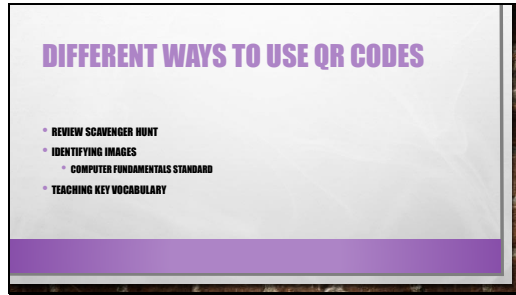 DIFFERENT WAYS TO USE QR CODES
• REVIEW SCAVENGER HUNT
• IDENTIFYING IMAGES
• COMPUTER FUNDAMENTALS STANDARD
• TEACHING KEY VOCABULARY